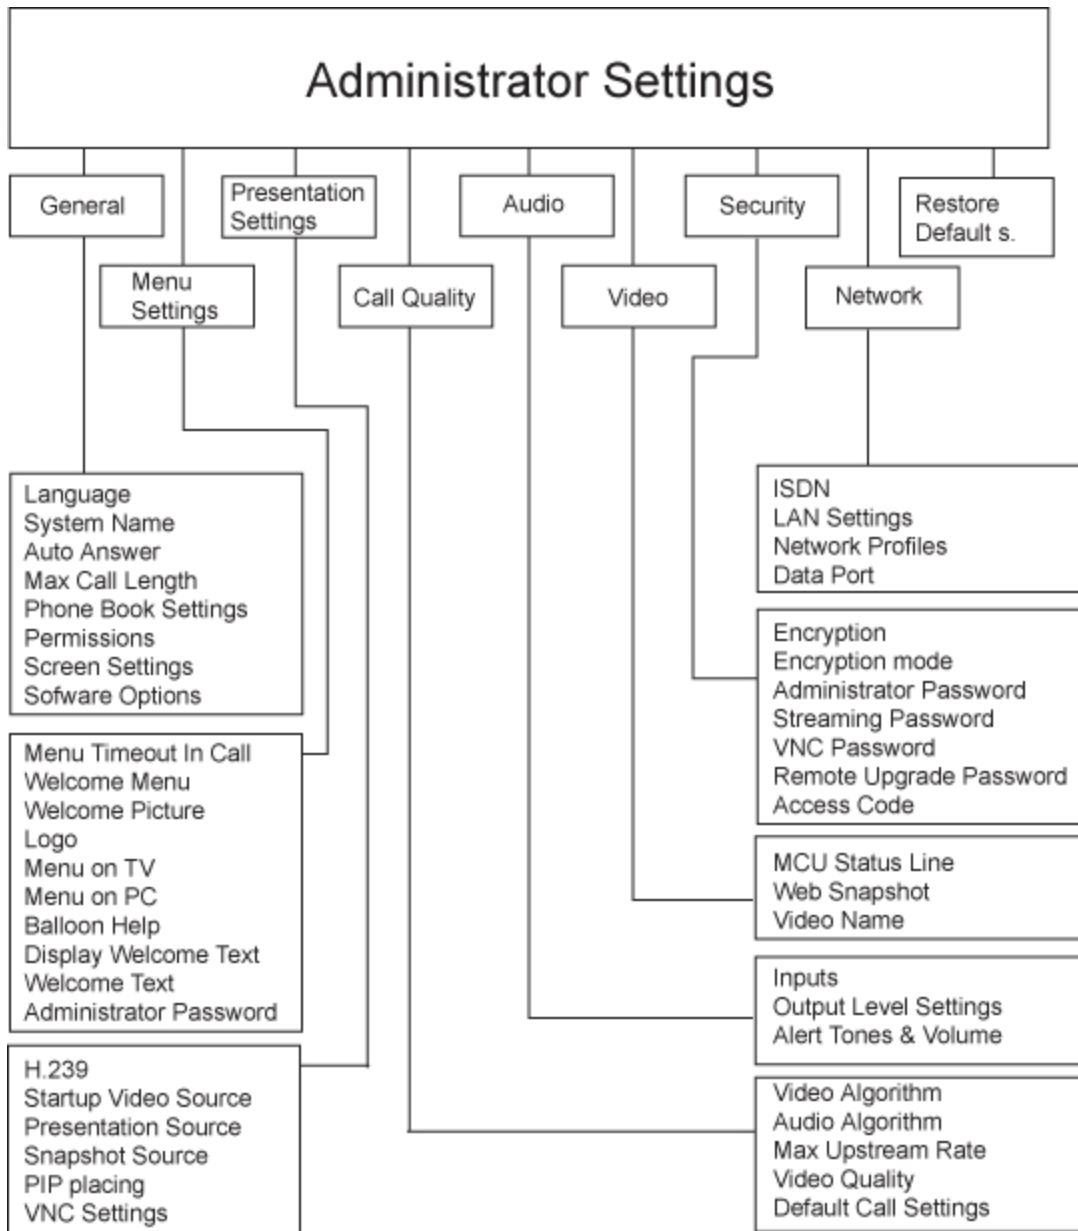 Administrator Settings
General
Presentation
Settings
Audio
Security
Restore
Default s.
Menu
Settings
Call Quality
Video
Network
Language
System Name
Auto Answer
Max Call Length
Phone Book Settings
Permissions
Screen Settings
Sofware Options
Menu Timeout In Call
Welcome Menu
Welcome Picture
Logo
Menu on TV
Menu on PC
Balloon Help
Display Welcome Text
Welcome Text
Administrator Password
H.239
Startup Video Source
Presentation Source
Snapshot Source
PIP placing
VNC Settings
ISDN
LAN Settings
Network Profiles
Data Port
Encryption
Encryption mode
Administrator Password
Streaming Password
VNC Password
Remote Upgrade Password
Access Code
MCU Status Line
Web Snapshot
Video Name
Inputs
Output Level Settings
Alert Tones & Volume
Video Algorithm
Audio Algorithm
Max Upstream Rate
Video Quality
Default Call Settings